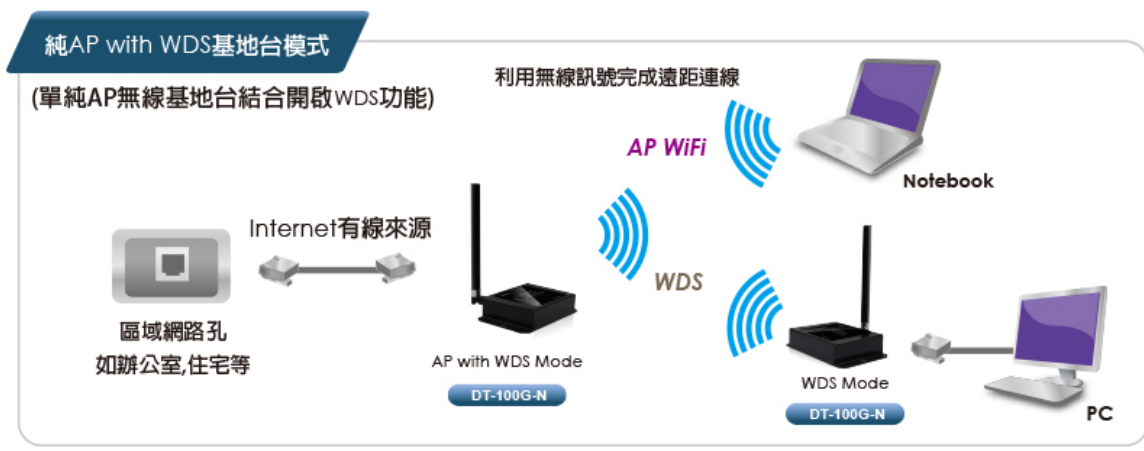 純AP with WDS基地台模式
(單純AP無線基地台結合開啟WDS功能)
利用無線訊號完成遠距連線
AP WiFi
Notebook
Internet有線來源
WDS
區域網路孔
如辦公室,住宅等
AP with WDS Mode
DT-100G-N
WDS Mode
DT-100G-N
PC